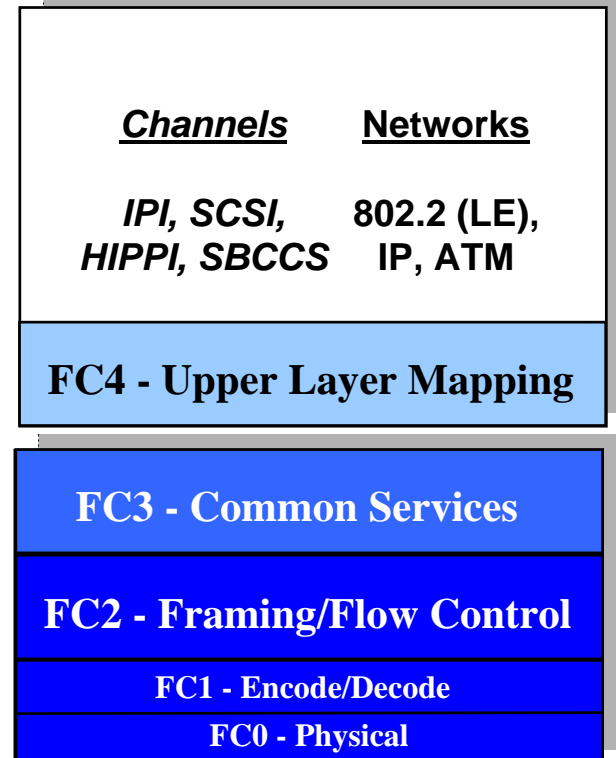 Channels Networks
IPI, SCSI, 802.2 (LE),
HIPPI, SBCCS IP, ATM
FC4 - Upper Layer Mapping
FC3 - Common Services
FC2 - Framing/Flow Control
FC1 - Encode/Decode
FC0 - Physical